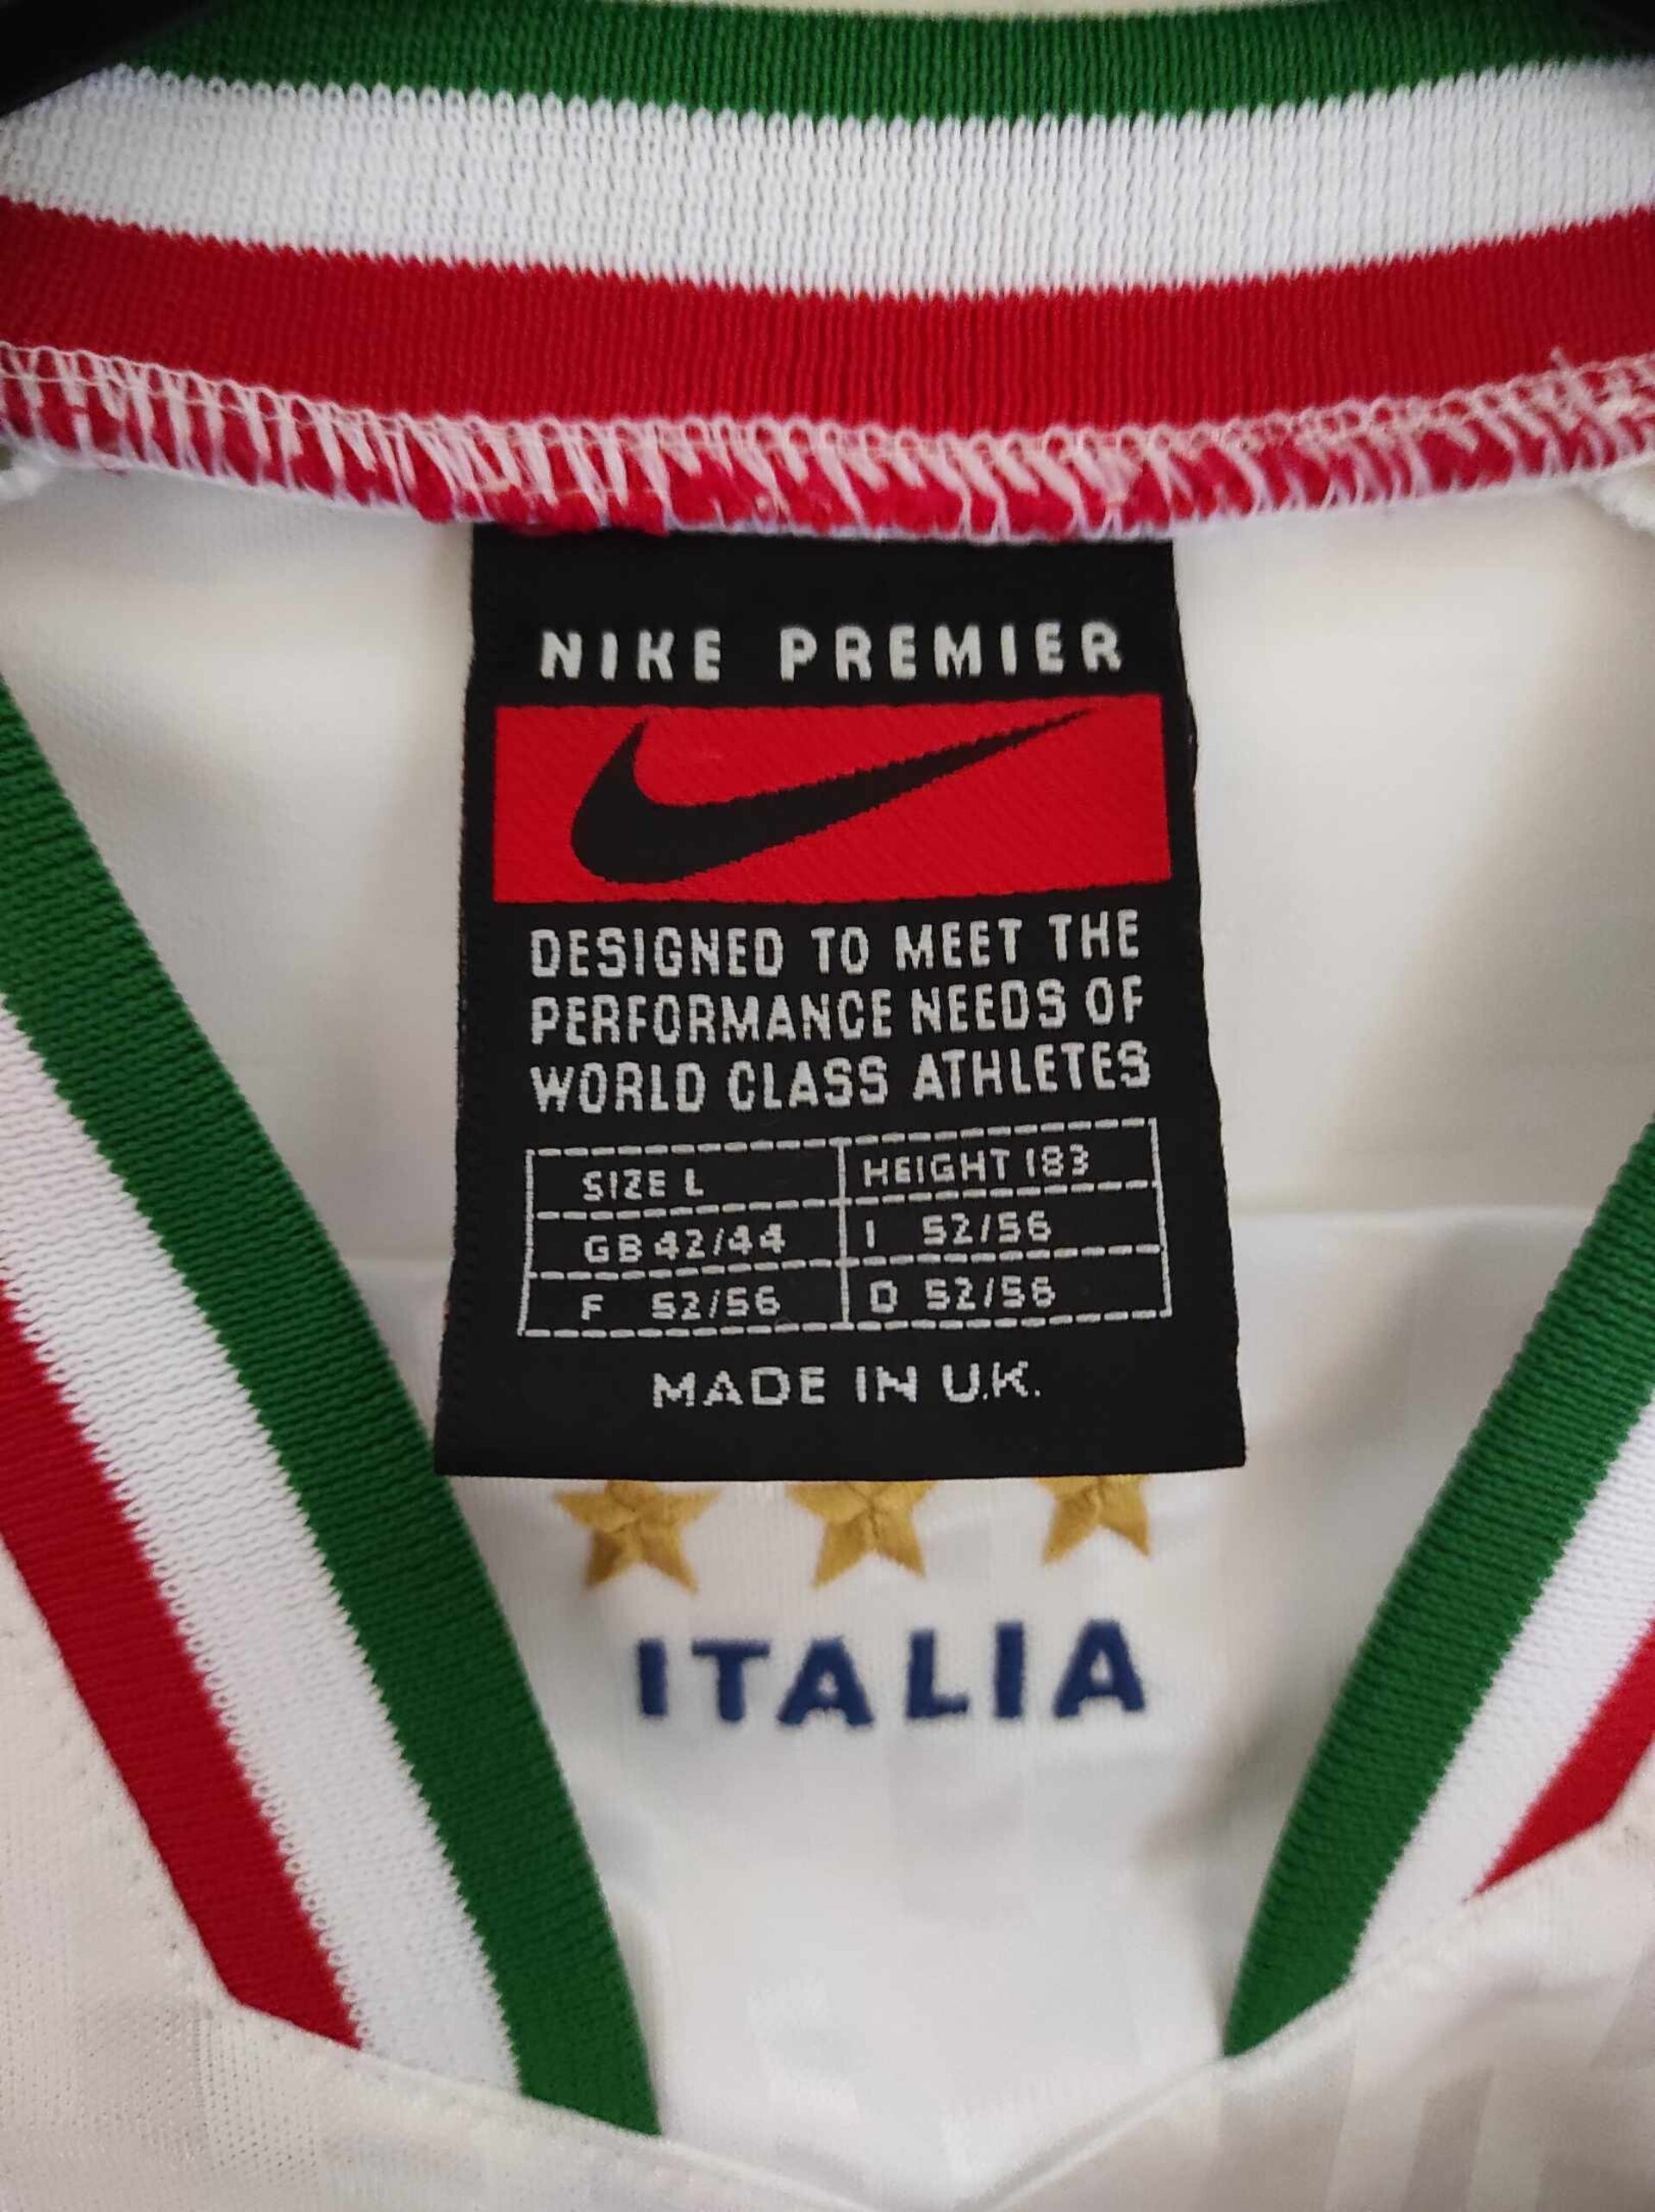 NIKE PREMIER
DESIGNED TO MEET THE
PERFORMANCE NEEDS OF
WORLD CLASS ATHLETES
SIZE L HEIGHT 183
GB 42/44 I 52/56
F 52/56 D 52/56
MADE IN U.K.
ITALIA